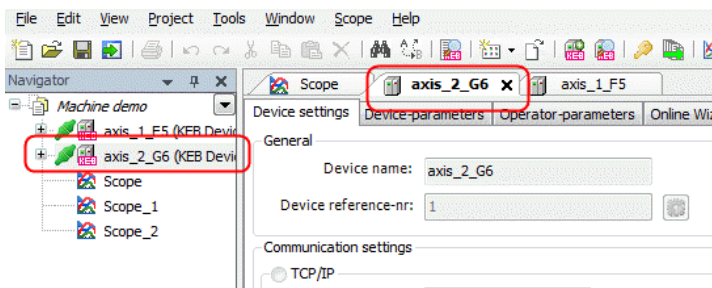 File Edit View Project Tools Window Scope Help
Navigator
Scope axis_2_G6 axis_1_F5
Machine demo
Device settings Device-parameters Operator-parameters Online Wiz
axis_1_F5 (KEB Devic
General
axis_2_G6 (KEB Devic
Device name: axis_2_G6
Scope
Device reference-nr: 1
Scope_1
Scope_2
Communication settings
TCP/IP